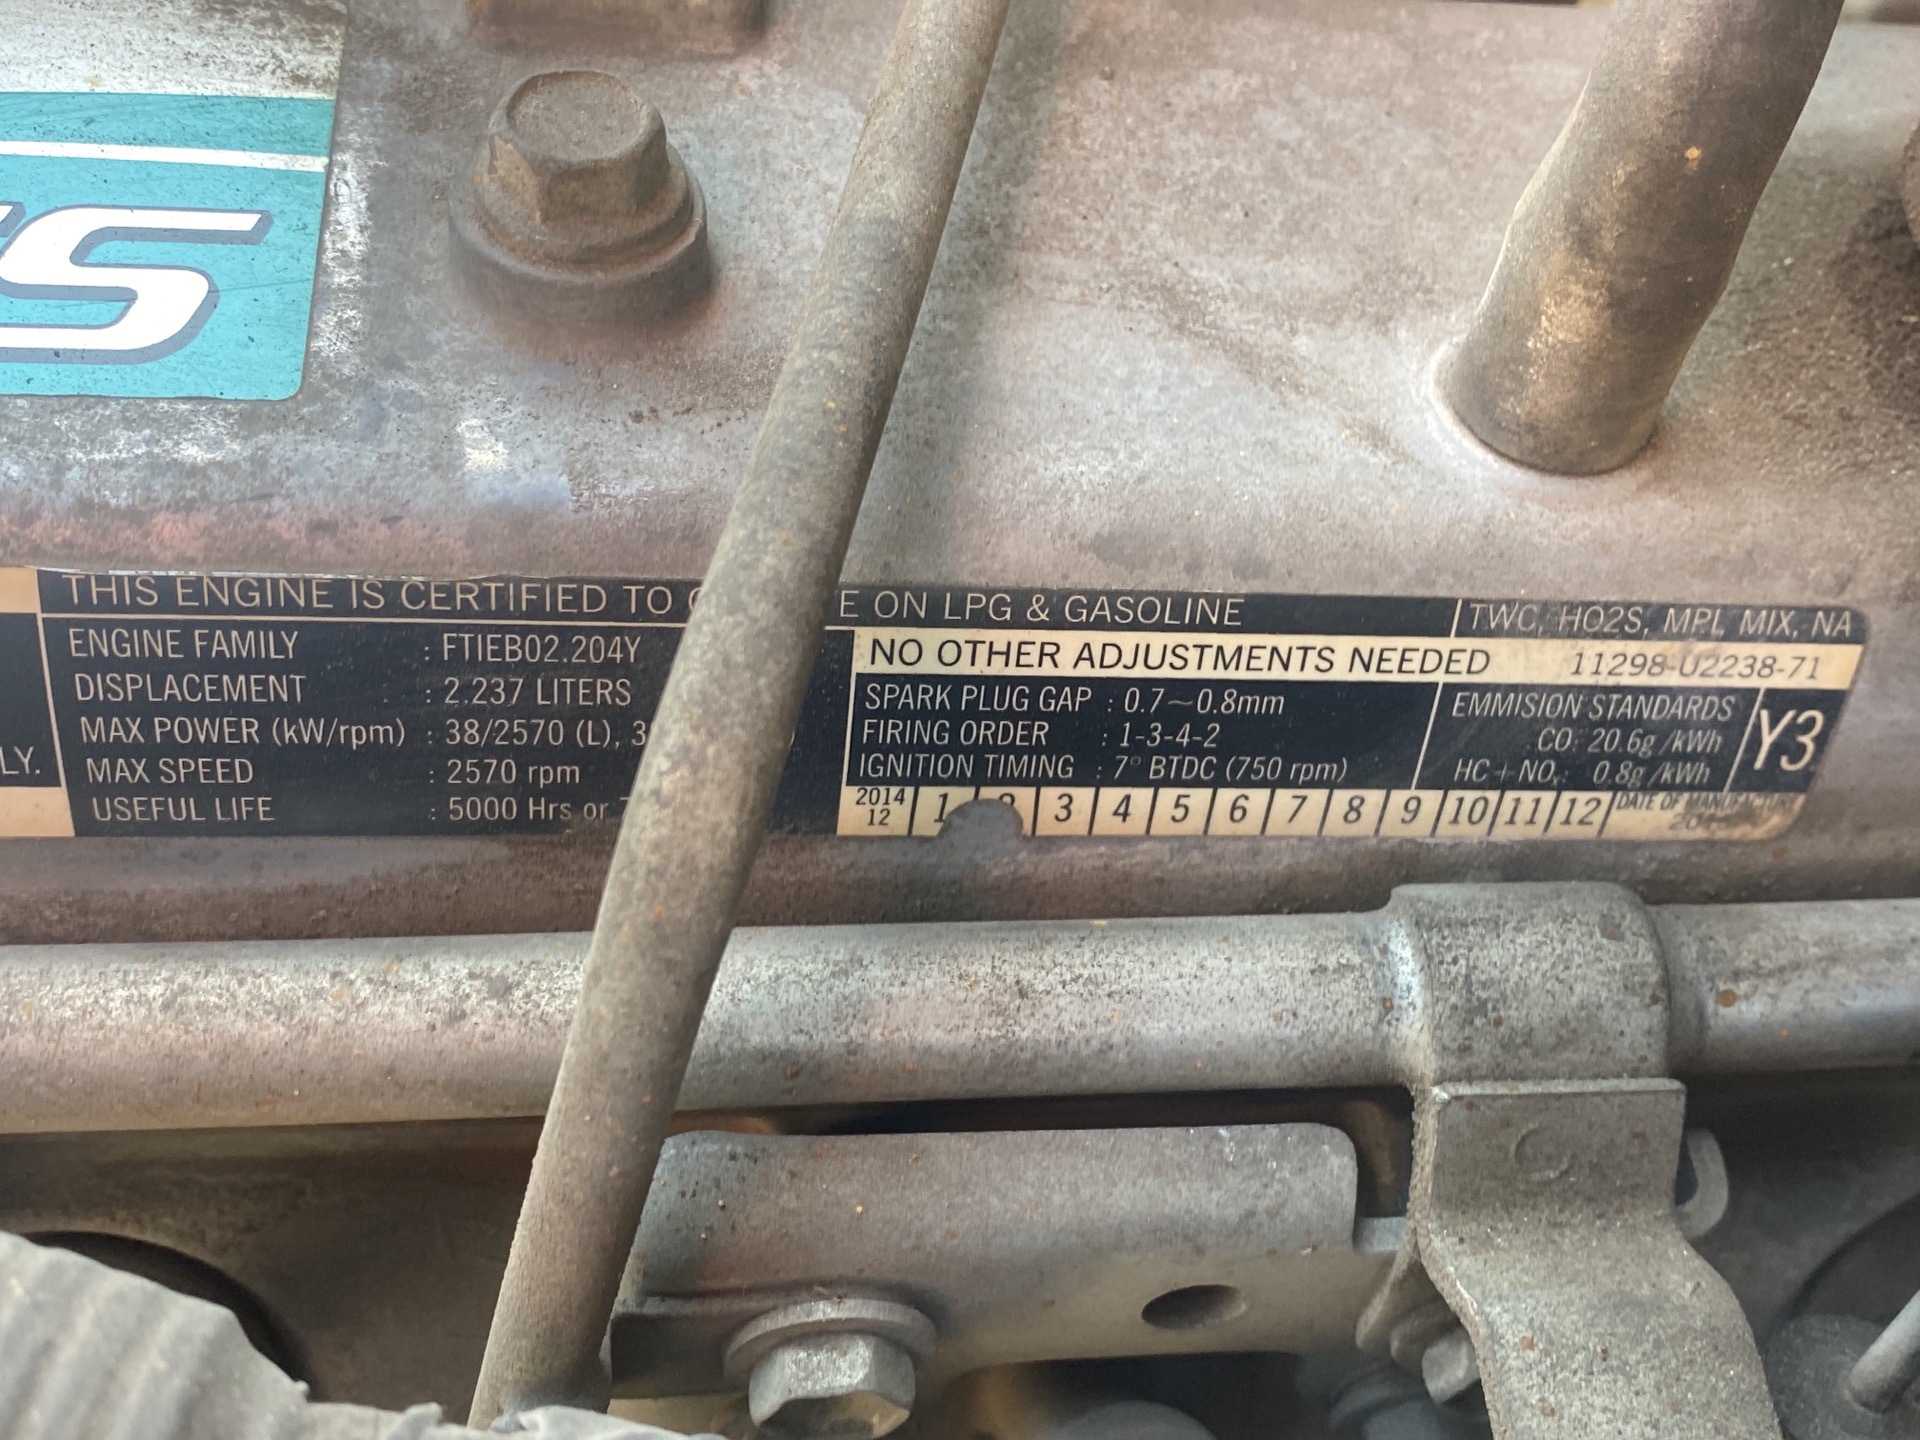 S
THIS ENGINE IS CERTIFIED TO E ON LPG & GASOLINE
TWC, HO2S, MPI, MIX, NA
LY.
ENGINE FAMILY : FTIEB02.204Y
DISPLACEMENT : 2.237 LITERS
MAX POWER (kW/rpm) : 38/2570 (L), 3
MAX SPEED : 2570 rpm
USEFUL LIFE : 5000 Hrs or
NO OTHER ADJUSTMENTS NEEDED 11298-U2238-71
SPARK PLUG GAP : 0.7~0.8mm
FIRING ORDER : 1-3-4-2
IGNITION TIMING : 7° BTDC (750 rpm)
EMMISION STANDARDS
CO: 20.6g/kWh
HC+NOx: 0.8g/kWh
Y3
2014
12
1 3 4 5 6 7 8 9 10 11 12
DATE OF MANUFACTURE